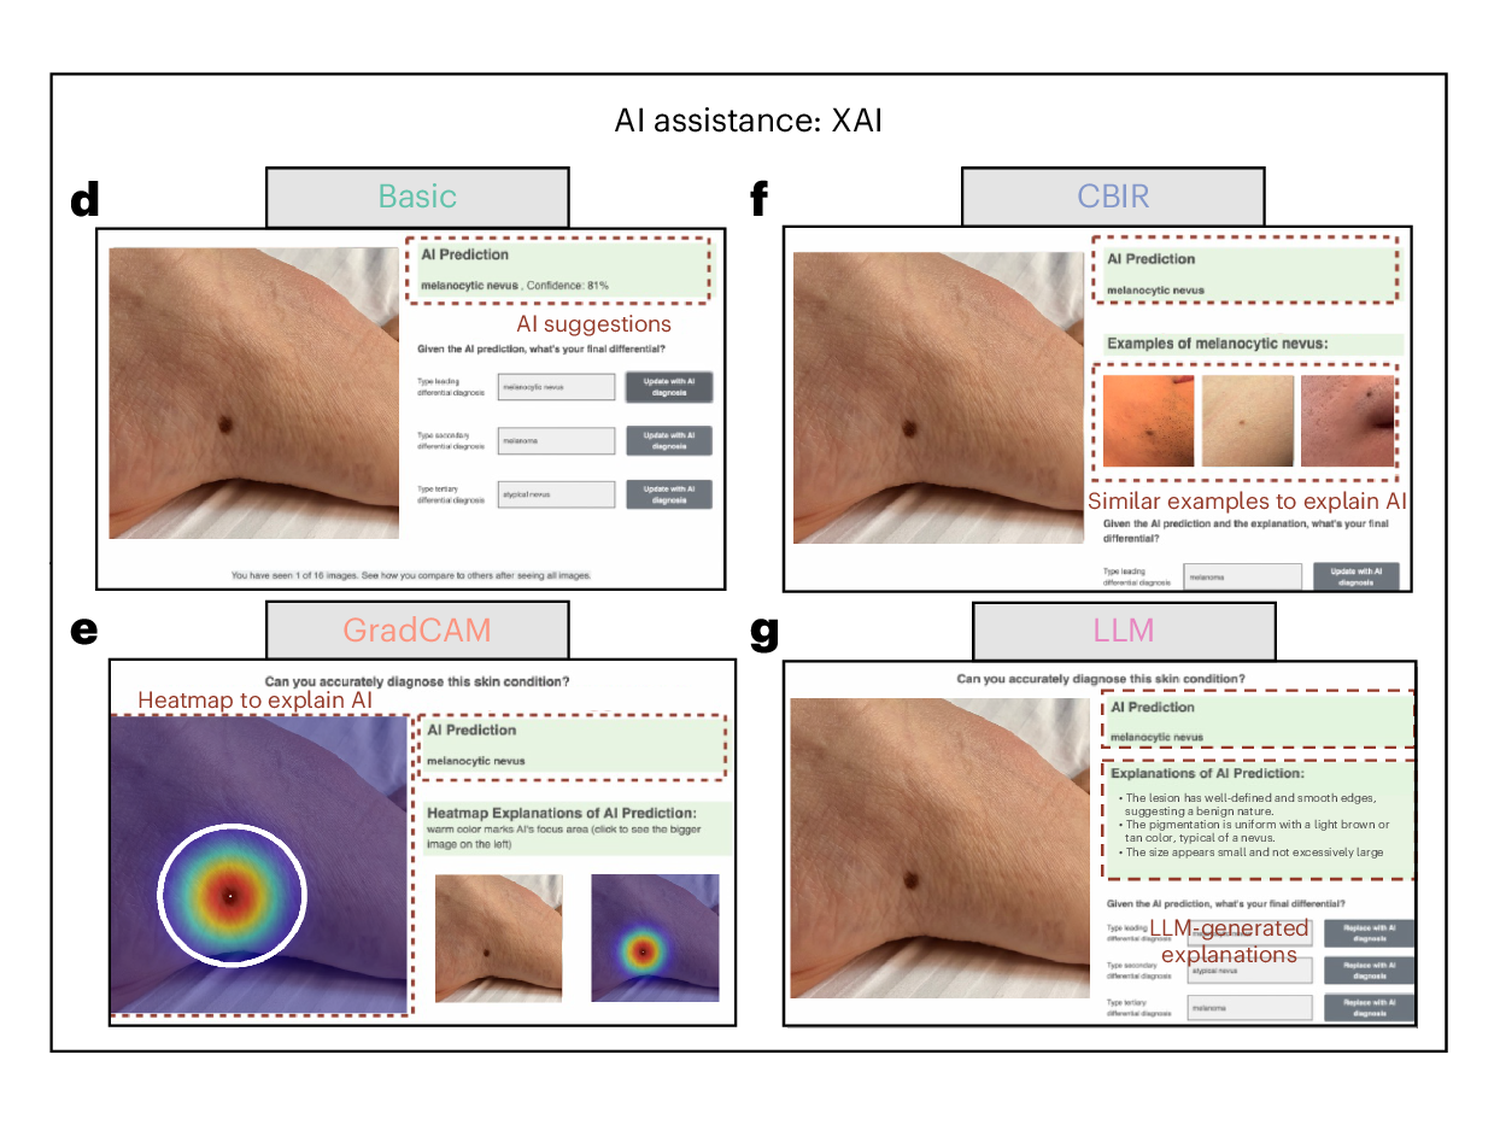 AI assistance: XAI
d
Basic
AI Prediction
melanocytic nevus , Confidence: 81%
AI suggestions
Given the AI prediction, what's your final differential?
Type leading
differential diagnosis
melanocytic nevus
Update with AI
diagnosis
Type secondary
differential diagnosis
melanoma
Update with AI
diagnosis
Type tertiary
differential diagnosis
atypical nevus
Update with AI
diagnosis
You have seen 1 of 16 images. See how you compare to others after seeing all images.
f
CBIR
AI Prediction
melanocytic nevus
Examples of melanocytic nevus:
Similar examples to explain AI
Given the AI prediction and the explanation, what's your final
differential?
Type leading
differential diagnosis
melanoma
Update with AI
diagnosis
e
GradCAM
Can you accurately diagnose this skin condition?
Heatmap to explain AI
AI Prediction
melanocytic nevus
Heatmap Explanations of AI Prediction:
warm color marks AI's focus area (click to see the bigger
image on the left)
g
LLM
Can you accurately diagnose this skin condition?
AI Prediction
melanocytic nevus
Explanations of AI Prediction:
• The lesion has well-defined and smooth edges,
suggesting a benign nature.
• The pigmentation is uniform with a light brown or
tan color, typical of a nevus.
• The size appears small and not excessively large
Given the AI prediction, what's your final differential?
Type leading
differential diagnosis
LLM-generated
explanations
Replace with AI
diagnosis
Type secondary
differential diagnosis
atypical nevus
Replace with AI
diagnosis
Type tertiary
differential diagnosis
melanoma
Replace with AI
diagnosis